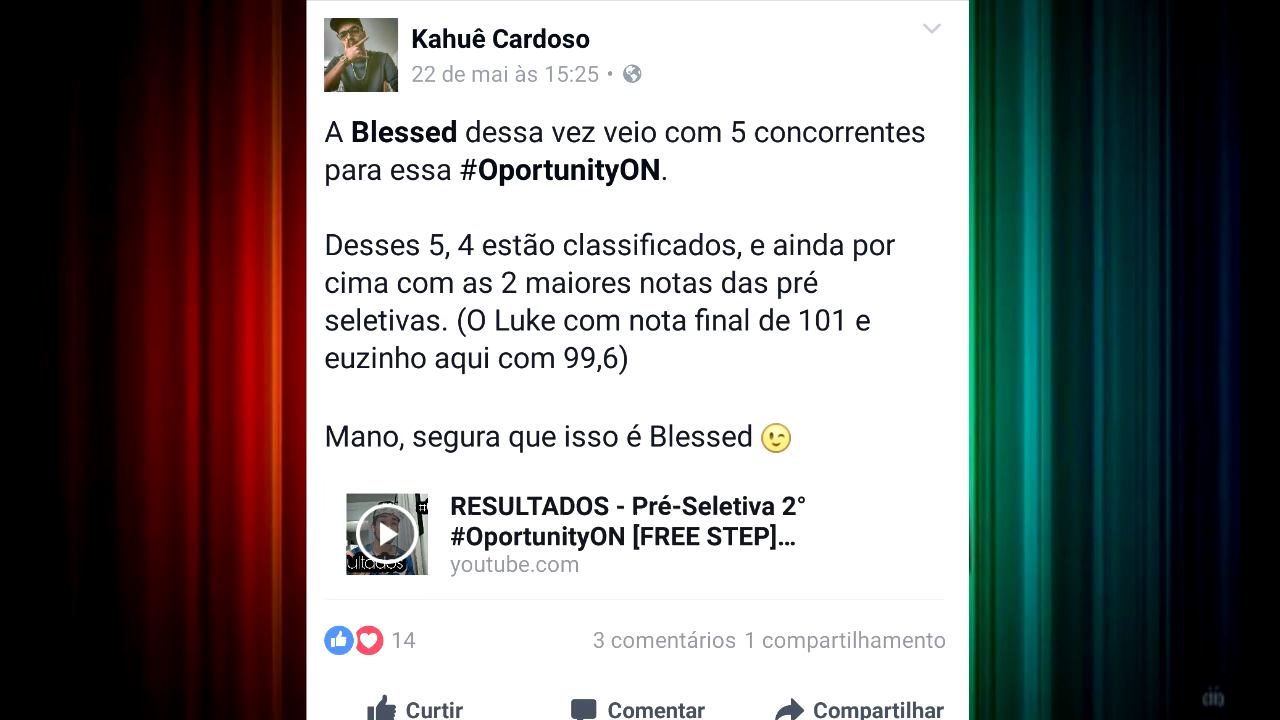 Kahuê Cardoso
22 de mai às 15:25 •
A Blessed dessa vez veio com 5 concorrentes
para essa #OportunityON.
Desses 5, 4 estão classificados, e ainda por
cima com as 2 maiores notas das pré
seletivas. (O Luke com nota final de 101 e
euzinho aqui com 99,6)
Mano, segura que isso é Blessed 😉
RESULTADOS - Pré-Seletiva 2°
#OportunityON [FREE STEP]...
youtube.com
14 3 comentários 1 compartilhamento
Curtir Comentar Compartilhar